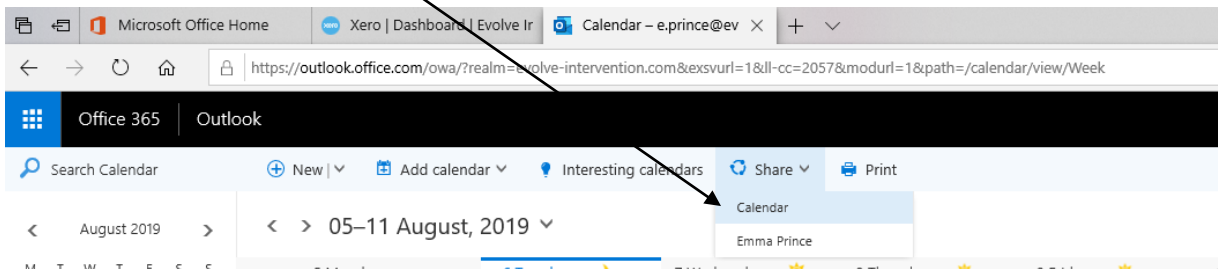 Microsoft Office Home
Xero | Dashboard | Evolve Ir
Calendar – e.prince@ev
https://outlook.office.com/owa/?realm=evolve-intervention.com&exsvurl=1&ll-cc=2057&modurl=1&path=/calendar/view/Week
Office 365
Outlook
Search Calendar
New
Add calendar
Interesting calendars
Share
Print
Calendar
Emma Prince
August 2019
05–11 August, 2019
M T W T F S S